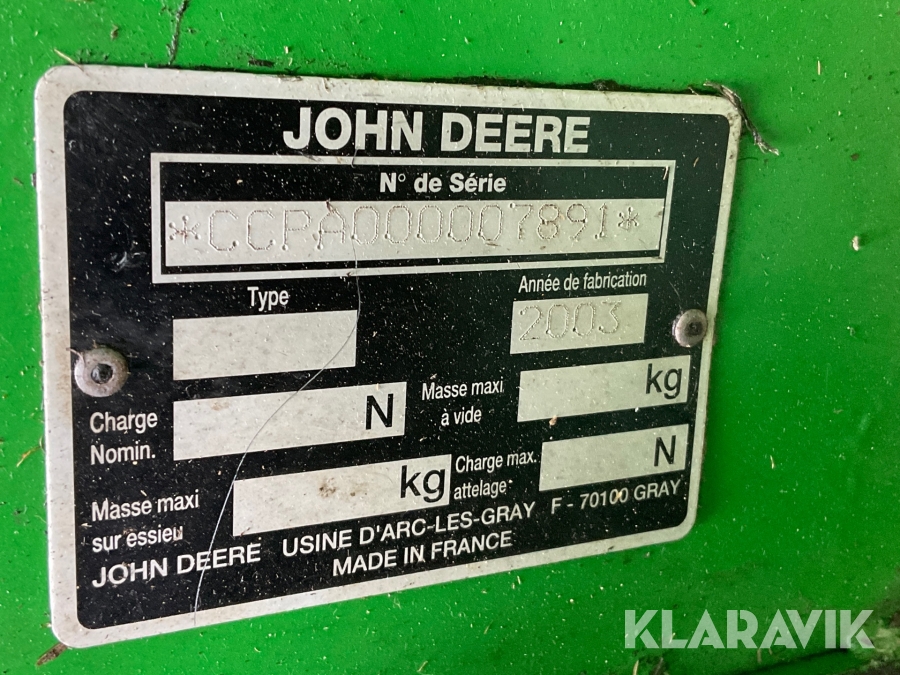 JOHN DEERE
N° de Série
*CCPA000007891*
Type
Année de fabrication
2003
Charge Nomin.
N
Masse maxi à vide
kg
Masse maxi sur essieu
kg
Charge max. attelage
N
JOHN DEERE USINE D'ARC-LES-GRAY F - 70100 GRAY
MADE IN FRANCE
KLARAVIK